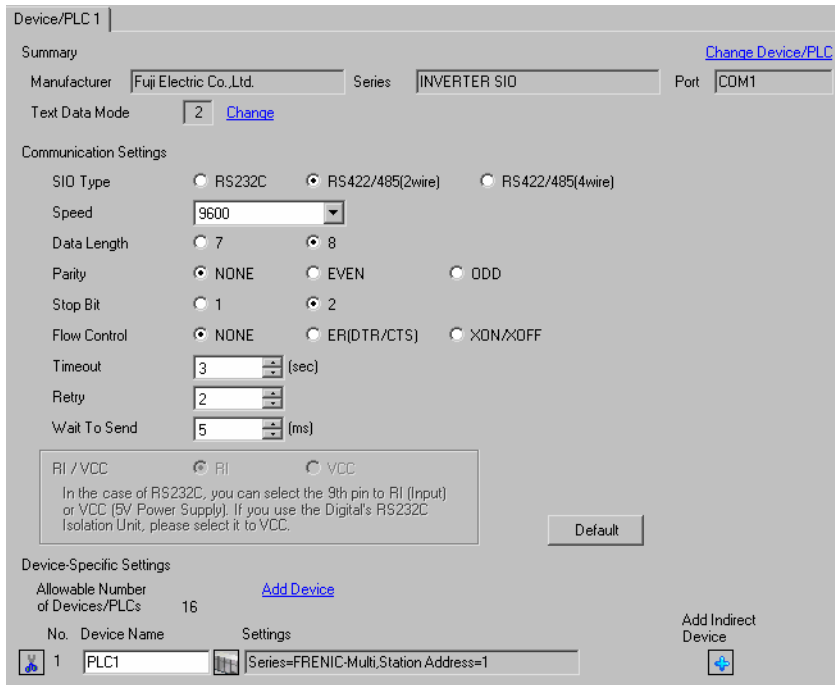 Device/PLC 1
Summary
Change Device/PLC
Manufacturer Fuji Electric Co.,Ltd. Series INVERTER SIO Port COM1
Text Data Mode 2 Change
Communication Settings
SIO Type RS232C RS422/485(2wire) RS422/485(4wire)
Speed 9600
Data Length 7 8
Parity NONE EVEN ODD
Stop Bit 1 2
Flow Control NONE ER(DTR/CTS) XON/XOFF
Timeout 3 (sec)
Retry 2
Wait To Send 5 (ms)
RI / VCC RI VCC
In the case of RS232C, you can select the 9th pin to RI (Input)
or VCC (5V Power Supply). If you use the Digital's RS232C
Isolation Unit, please select it to VCC.
Default
Device-Specific Settings
Allowable Number
of Devices/PLCs 16
Add Device
No. Device Name Settings
Add Indirect
Device
1 PLC1 Series=FRENIC-Multi,Station Address=1